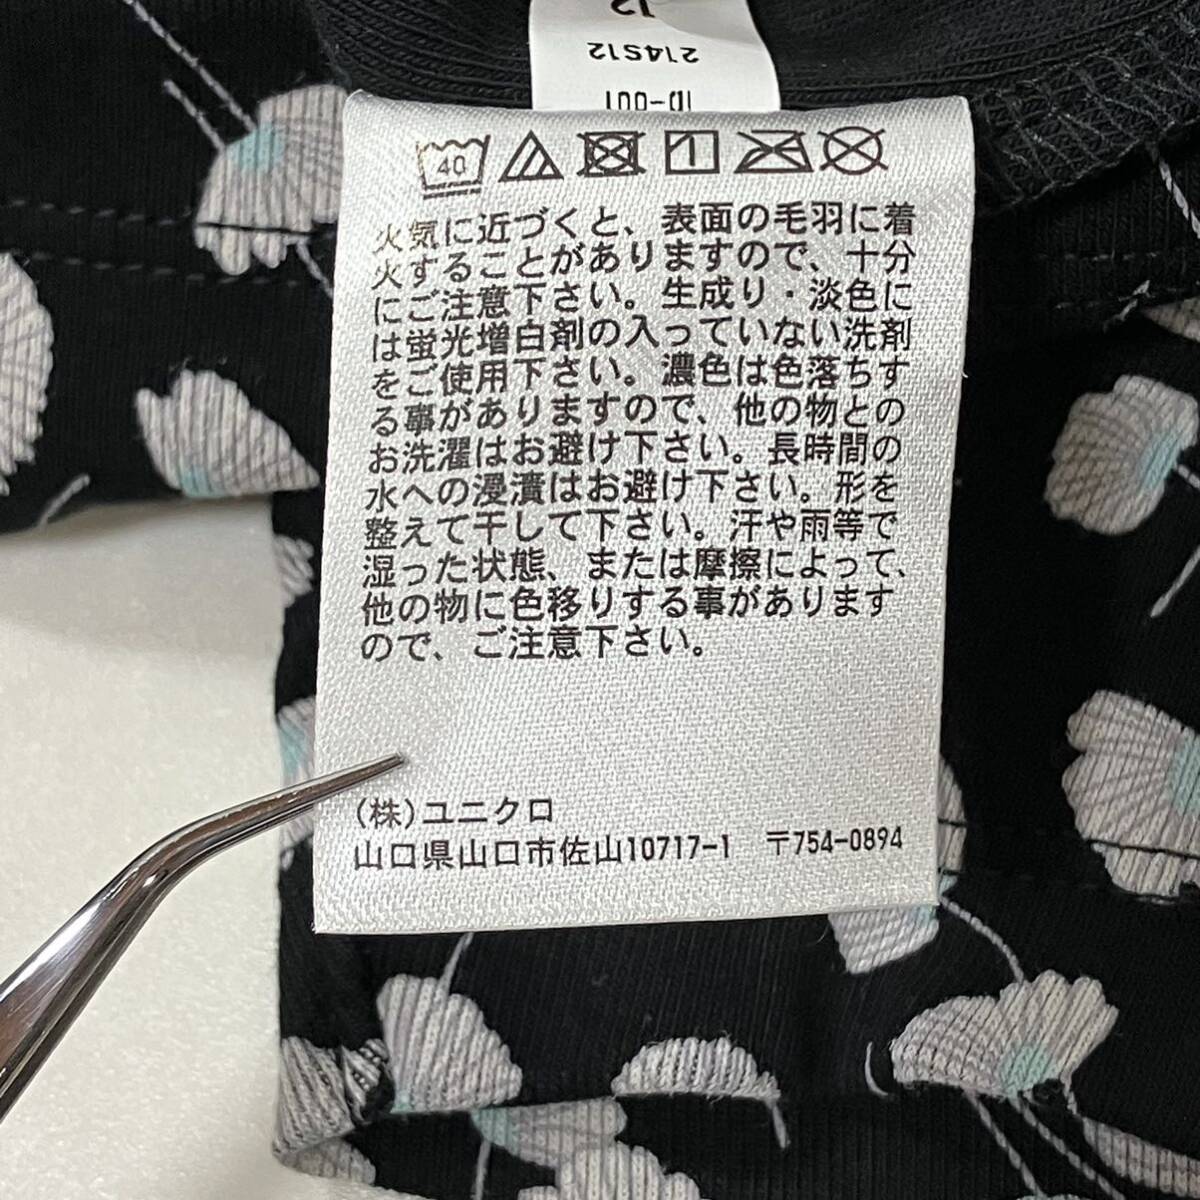 12
214S12
ID-001
40
火気に近づくと、表面の毛羽に着
火することがありますので、十分
にご注意下さい。生成り・淡色に
は蛍光増白剤の入っていない洗剤
をご使用下さい。濃色は色落ちす
る事がありますので、他の物との
お洗濯はお避け下さい。長時間の
水への浸漬はお避け下さい。形を
整えて干して下さい。汗や雨等で
湿った状態、または摩擦によって、
他の物に色移りする事があります
ので、ご注意下さい。
(株)ユニクロ
山口県山口市佐山10717-1 〒754-0894